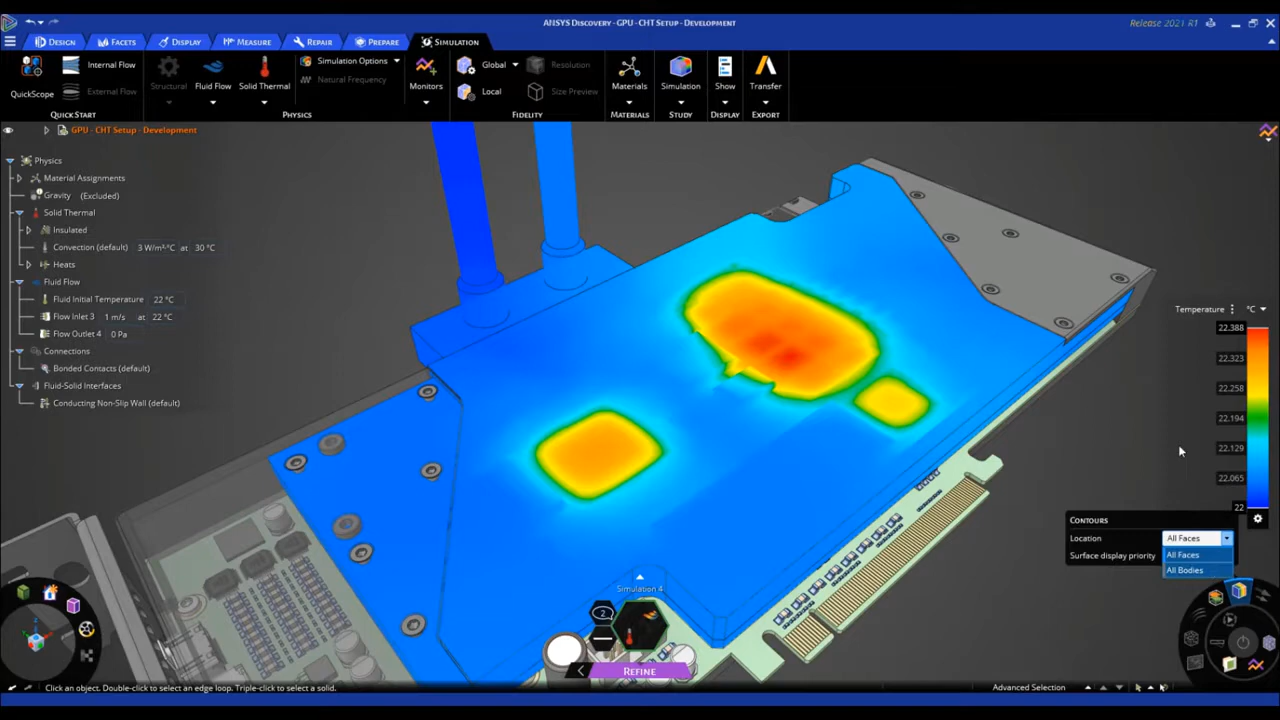 ANSYS Discovery - GPU - CHT Setup - Development
Release 2021 R1
DESIGN FACETS DISPLAY MEASURE REPAIR PREPARE SIMULATION
QuickScope
Internal Flow
External Flow
QUICK START
Structural Fluid Flow Solid Thermal
Simulation Options
Natural Frequency
PHYSICS
Monitors
Global Resolution
Local Size Preview
FIDELITY
Materials
MATERIALS
Simulation
STUDY
Show
DISPLAY
Transfer
EXPORT
GPU - CHT Setup - Development
Physics
Material Assignments
Gravity (Excluded)
Solid Thermal
Insulated
Convection (default) 3 W/m²·°C at 30 °C
Heats
Fluid Flow
Fluid Initial Temperature 22 °C
Flow Inlet 3 1 m/s at 22 °C
Flow Outlet 4 0 Pa
Connections
Bonded Contacts (default)
Fluid-Solid Interfaces
Conducting Non-Slip Wall (default)
Temperature °C
22.388
22.323
22.258
22.194
22.129
22.065
22
CONTOURS
Location All Faces
Surface display priority All Faces
All Bodies
Simulation 4
2
REFINE
Click an object. Double-click to select an edge loop. Triple-click to select a solid.
Advanced Selection